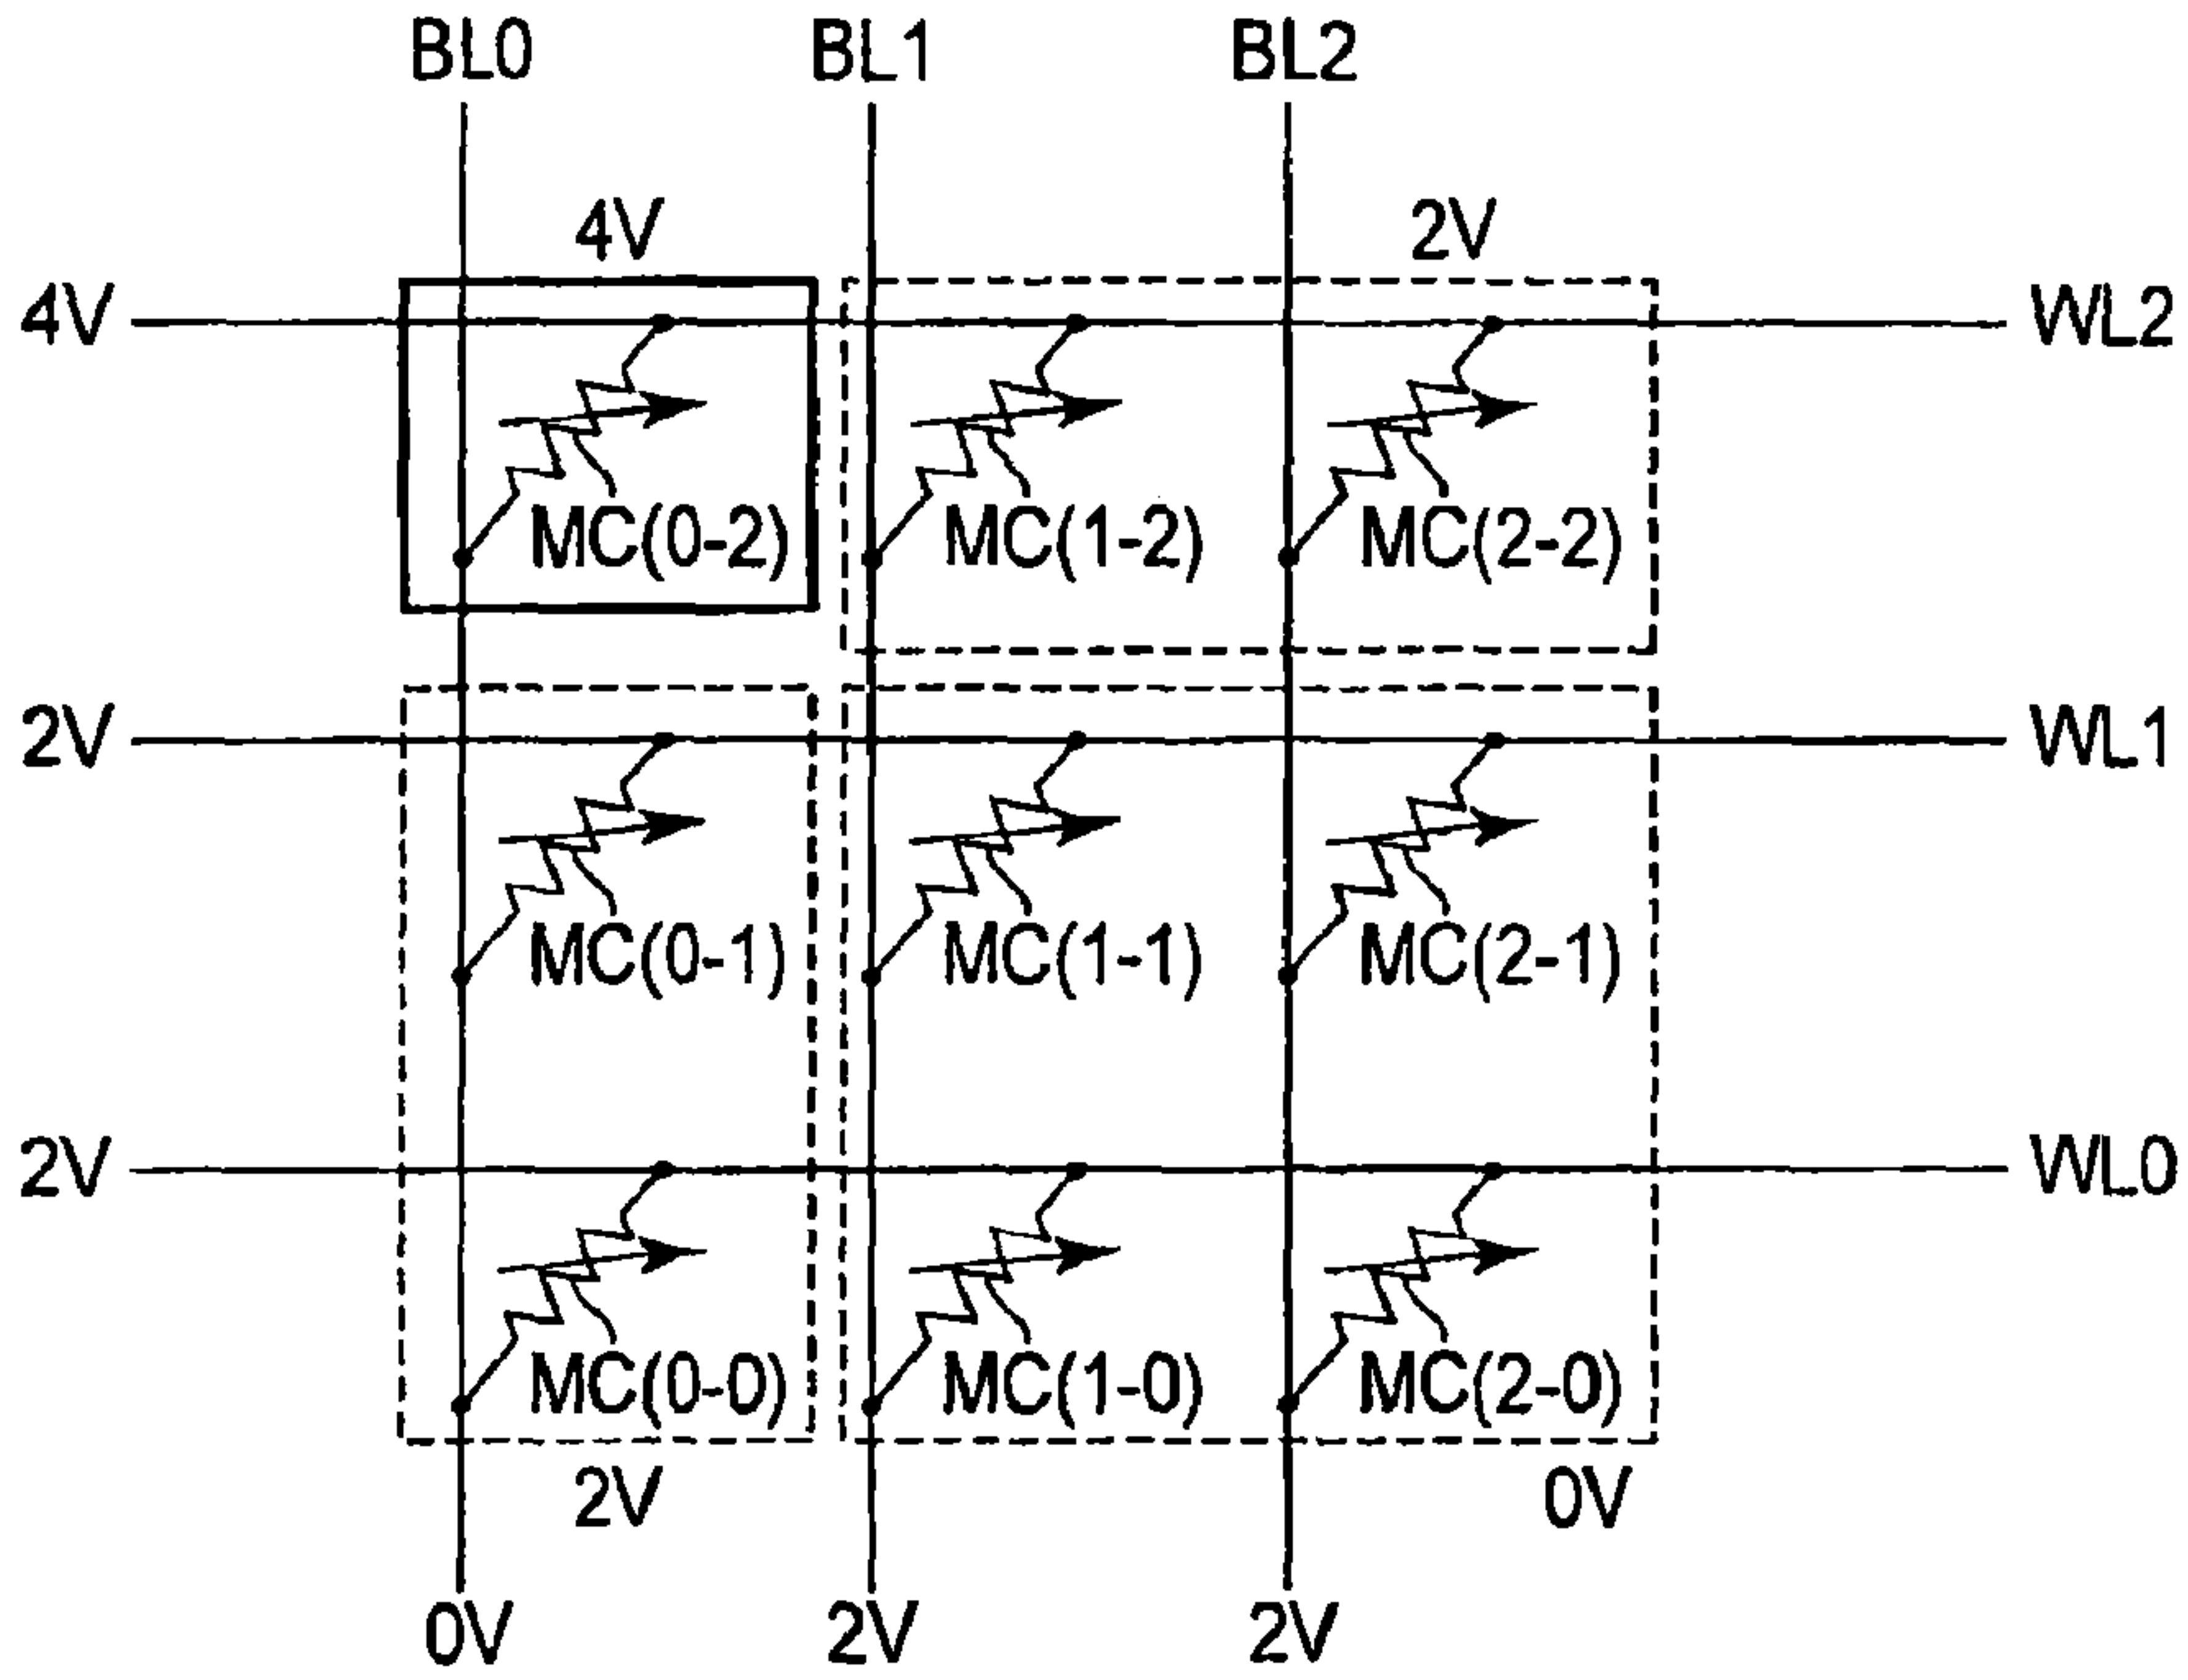 BL0 BL1 BL2
4V 2V
4V WL2
MC(0-2) MC(1-2) MC(2-2)
2V WL1
MC(0-1) MC(1-1) MC(2-1)
2V WL0
MC(0-0) MC(1-0) MC(2-0)
2V 0V
0V 2V 2V